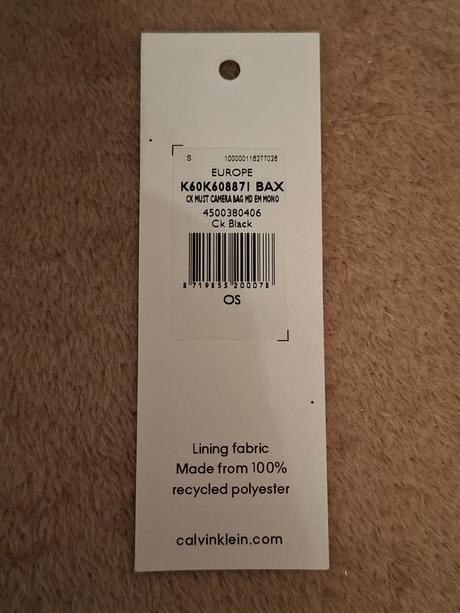 S 100000116277026
EUROPE
K60K608871 BAX
CK MUST CAMERA BAG MD EM MONO
4500380406
Ck Black
8 719855 200078
OS
Lining fabric
Made from 100%
recycled polyester
calvinklein.com